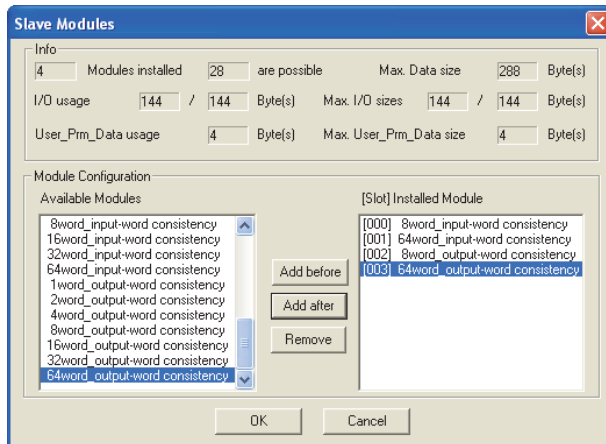 Slave Modules
Info
4 Modules installed 28 are possible Max. Data size 288 Byte(s)
I/O usage 144 / 144 Byte(s) Max. I/O sizes 144 / 144 Byte(s)
User_Prm_Data usage 4 Byte(s) Max. User_Prm_Data size 4 Byte(s)
Module Configuration
Available Modules
8word_input-word consistency
16word_input-word consistency
32word_input-word consistency
64word_input-word consistency
1word_output-word consistency
2word_output-word consistency
4word_output-word consistency
8word_output-word consistency
16word_output-word consistency
32word_output-word consistency
64word_output-word consistency
Add before
Add after
Remove
[Slot] Installed Module
[000] 8word_input-word consistency
[001] 64word_input-word consistency
[002] 8word_output-word consistency
[003] 64word_output-word consistency
OK Cancel